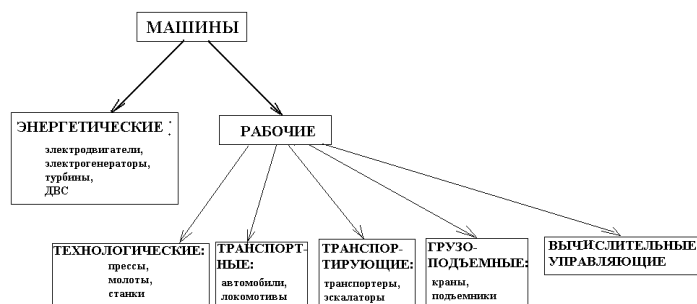 МАШИНЫ
ЭНЕРГЕТИЧЕСКИЕ :
электродвигатели,
электрогенераторы,
турбины,
ДВС
РАБОЧИЕ
ТЕХНОЛОГИЧЕСКИЕ:
прессы,
молоты,
станки
ТРАНСПОРТ-
НЫЕ:
автомобили,
локомотивы
ТРАНСПОР-
ТИРУЮЩИЕ:
транспортеры,
эскалаторы
ГРУЗО-
ПОДЪЕМНЫЕ:
краны,
подъемники
ВЫЧИСЛИТЕЛЬНЫЕ
УПРАВЛЯЮЩИЕ